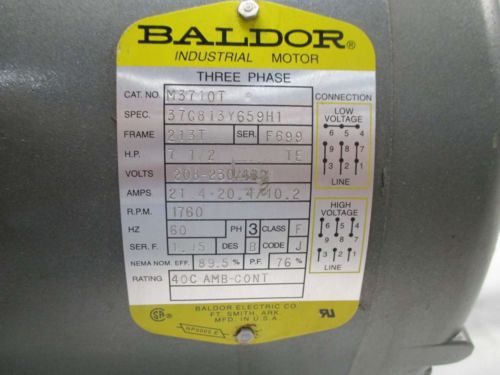 BALDOR®
INDUSTRIAL MOTOR
THREE PHASE
CAT. NO. M3710T
SPEC. 37G813Y659H1
FRAME 213T SER. F699
H.P. 7 1/2 TE
VOLTS 208-230/460
AMPS 21.4-20.4/10.2
R.P.M. 1760
HZ 60 PH 3 CLASS F
SER. F. 1.15 DES B CODE J
NEMA NOM. EFF. 89.5 % P.F. 76 %
RATING 40C AMB-CONT
CONNECTION
LOW
VOLTAGE
6 5 4
9 8 7
3 2 1
LINE
HIGH
VOLTAGE
6 5 4
9 8 7
3 2 1
LINE
BALDOR ELECTRIC CO.
FT. SMITH, ARK.
MFD. IN U.S.A.